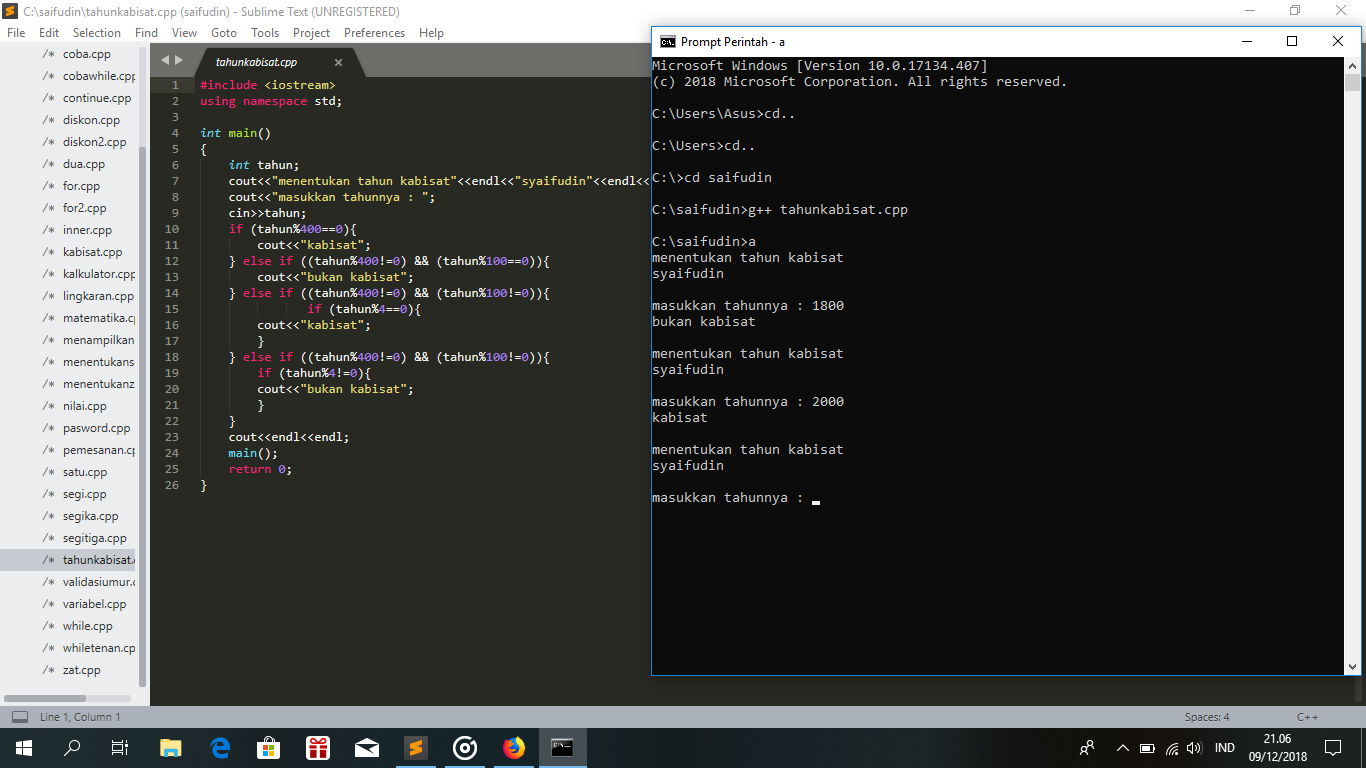 C:\saifudin\tahunkabisat.cpp (saifudin) - Sublime Text (UNREGISTERED)
File Edit Selection Find View Goto Tools Project Preferences Help
/* coba.cpp
/* cobawhile.cpp
/* continue.cpp
/* diskon.cpp
/* diskon2.cpp
/* dua.cpp
/* for.cpp
/* for2.cpp
/* inner.cpp
/* kabisat.cpp
/* kalkulator.cpp
/* lingkaran.cpp
/* matematika.c
/* menampilkan
/* menentukans
/* menentukanz
/* nilai.cpp
/* pasword.cpp
/* pemesanan.cp
/* satu.cpp
/* segi.cpp
/* segika.cpp
/* segitiga.cpp
/* tahunkabisat.
/* validasiumur.
/* variabel.cpp
/* while.cpp
/* whiletenan.cp
/* zat.cpp
tahunkabisat.cpp
1 #include <iostream>
2 using namespace std;
3
4 int main()
5 {
6 int tahun;
7 cout<<"menentukan tahun kabisat"<<endl<<"syaifudin"<<endl<<
8 cout<<"masukkan tahunnya : ";
9 cin>>tahun;
10 if (tahun%400==0){
11 cout<<"kabisat";
12 } else if ((tahun%400!=0) && (tahun%100==0)){
13 cout<<"bukan kabisat";
14 } else if ((tahun%400!=0) && (tahun%100!=0)){
15 if (tahun%4==0){
16 cout<<"kabisat";
17 }
18 } else if ((tahun%400!=0) && (tahun%100!=0)){
19 if (tahun%4!=0){
20 cout<<"bukan kabisat";
21 }
22 }
23 cout<<endl<<endl;
24 main();
25 return 0;
26 }
Prompt Perintah - a
Microsoft Windows [Version 10.0.17134.407]
(c) 2018 Microsoft Corporation. All rights reserved.
C:\Users\Asus>cd..
C:\Users>cd..
C:\>cd saifudin
C:\saifudin>g++ tahunkabisat.cpp
C:\saifudin>a
menentukan tahun kabisat
syaifudin
masukkan tahunnya : 1800
bukan kabisat
menentukan tahun kabisat
syaifudin
masukkan tahunnya : 2000
kabisat
menentukan tahun kabisat
syaifudin
masukkan tahunnya :
Line 1, Column 1
Spaces: 4
C++
IND
21.06
09/12/2018